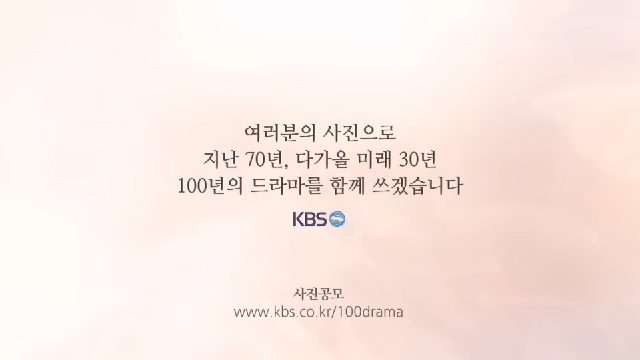 여러분의 사진으로
지난 70년, 다가올 미래 30년
100년의 드라마를 함께 쓰겠습니다
KBS
사진공모
www.kbs.co.kr/100drama